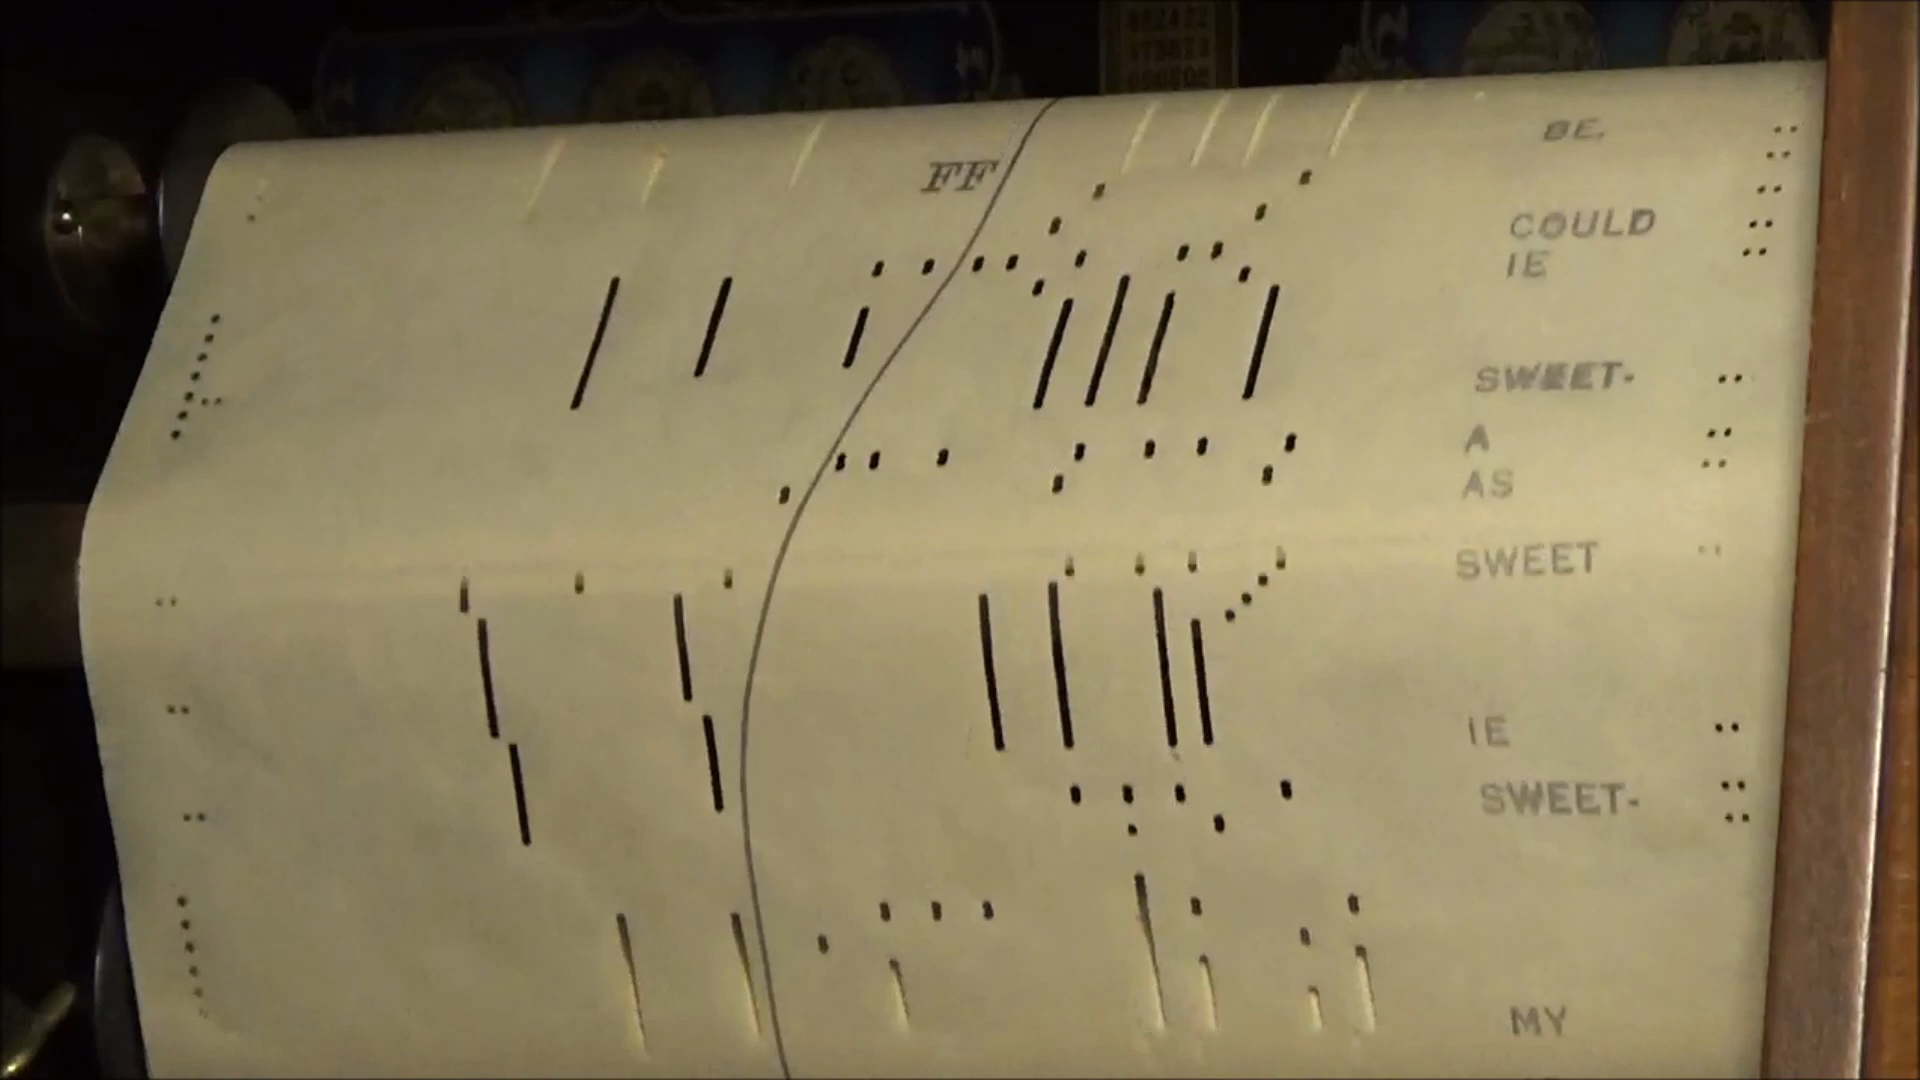 BE.
FF
COULD
IE
SWEET-
A
AS
SWEET
IE
SWEET-
MY